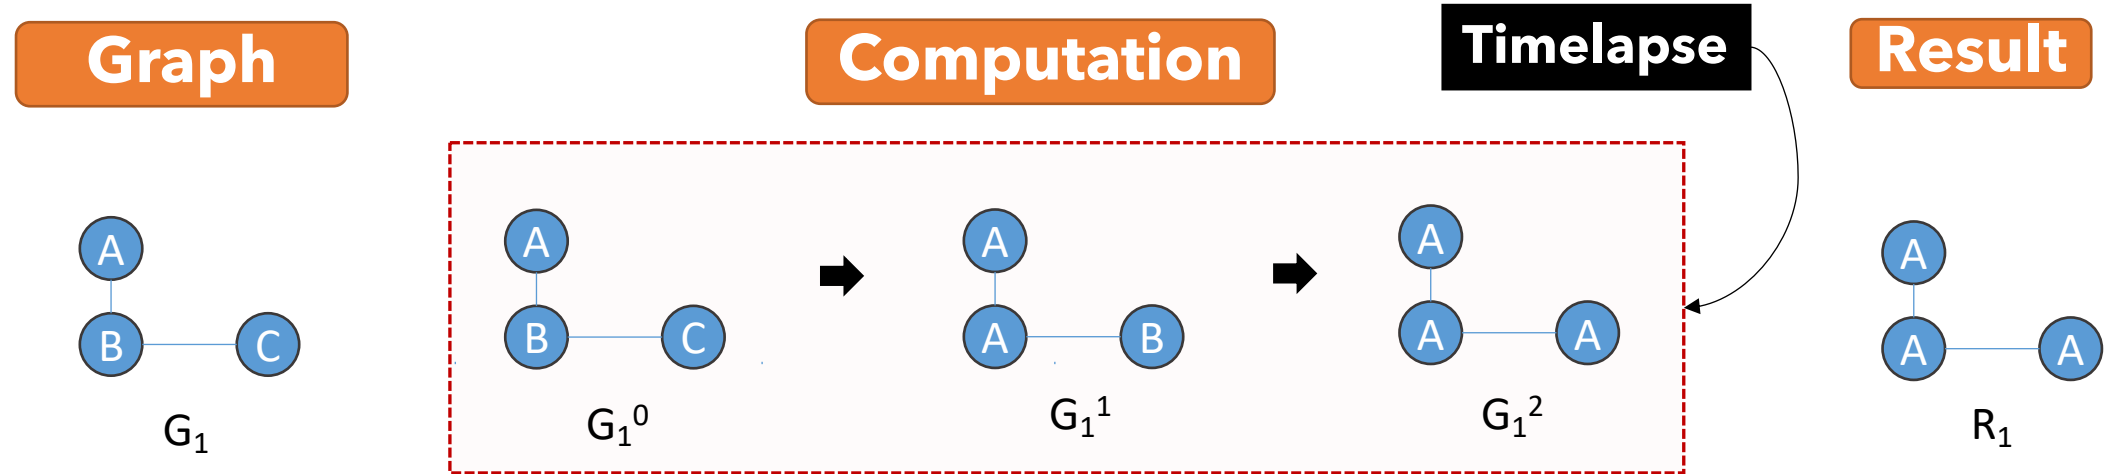 Graph
Computation
Timelapse
Result
A
B C
G₁
A
B C
G₁⁰
A
A B
G₁¹
A
A A
G₁²
A
A A
R₁